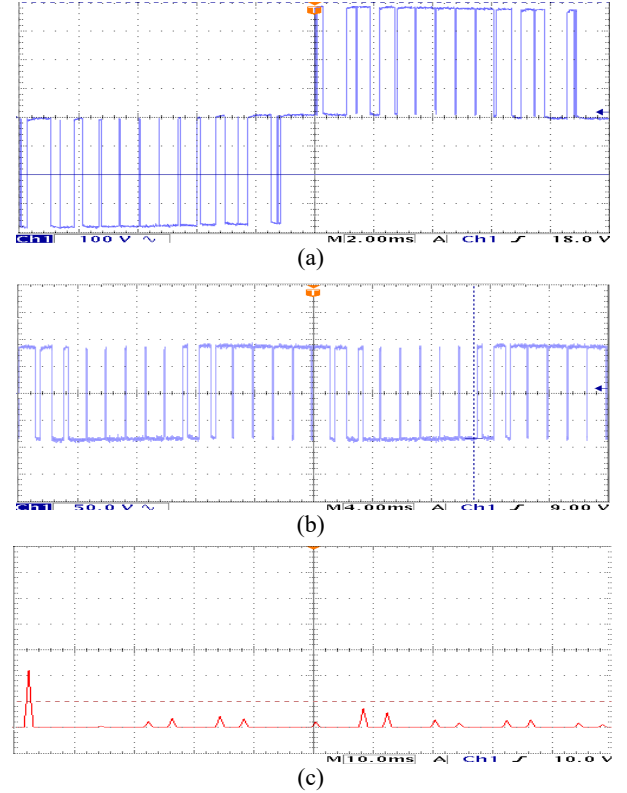 T
Ch1 100 V ∿ M 2.00ms A Ch1 ƒ 18.0 V
(a)
T
Ch1 50.0 V ∿ M 4.00ms A Ch1 ƒ 9.00 V
(b)
M 10.0ms A Ch1 ƒ 10.0 V
(c)